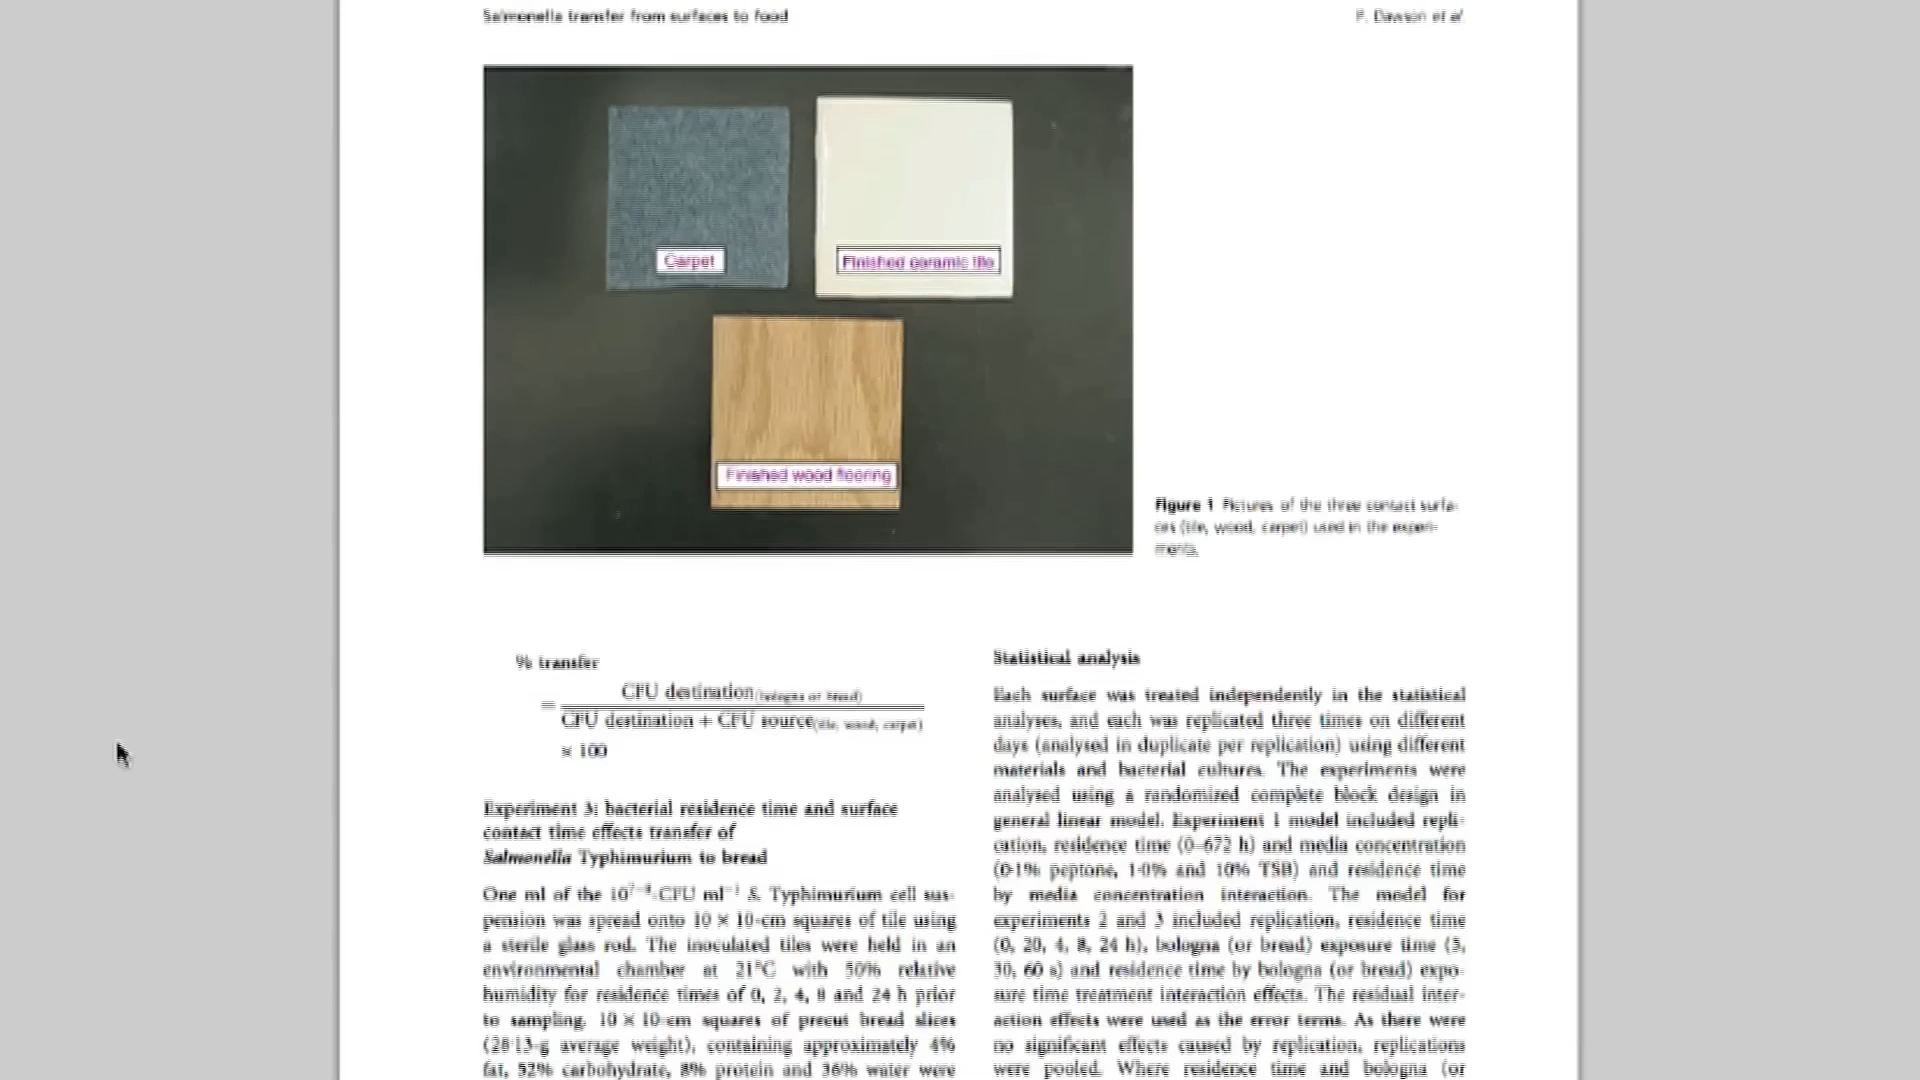 Salmonella transfer from surfaces to food
P. Dawson et al.
Carpet
Finished ceramic tile
Finished wood flooring
Figure 1 Pictures of the three contact surfa-
ces (tile, wood, carpet) used in the experi-
ments.
% transfer
= CFU destination(bologna or bread)
CFU destination + CFU source(tile, wood, carpet)
× 100
Experiment 3: bacterial residence time and surface
contact time effects transfer of
Salmonella Typhimurium to bread
One ml of the 10 CFU ml−1 S. Typhimurium cell sus-
pension was spread onto 10 × 10-cm squares of tile using
a sterile glass rod. The inoculated tiles were held in an
environmental chamber at 21°C with 50% relative
humidity for residence times of 0, 2, 4, 8 and 24 h prior
to sampling. 10 × 10-cm squares of precut bread slices
(28·13-g average weight), containing approximately 4%
fat, 52% carbohydrate, 8% protein and 36% water were
Statistical analysis
Each surface was treated independently in the statistical
analyses, and each was replicated three times on different
days (analysed in duplicate per replication) using different
materials and bacterial cultures. The experiments were
analysed using a randomized complete block design in
general linear model. Experiment 1 model included repli-
cation, residence time (0–672 h) and media concentration
(0·1% peptone, 1·0% and 10% TSB) and residence time
by media concentration interaction. The model for
experiments 2 and 3 included replication, residence time
(0, 20, 4, 8, 24 h), bologna (or bread) exposure time (5,
30, 60 s) and residence time by bologna (or bread) expo-
sure time treatment interaction effects. The residual inter-
action effects were used as the error terms. As there were
no significant effects caused by replication, replications
were pooled. Where residence time and bologna (or